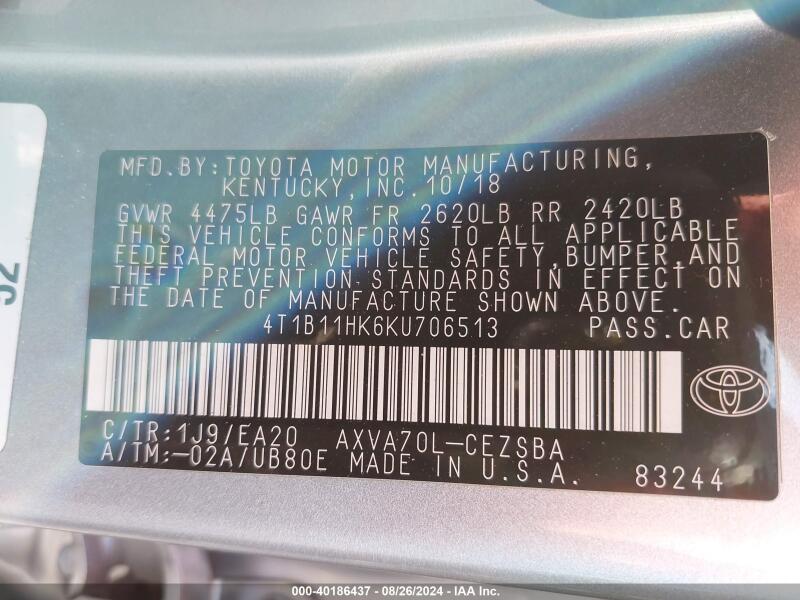 52
MFD.BY:TOYOTA MOTOR MANUFACTURING,
KENTUCKY,INC.10/18
GVWR 4475LB GAWR FR 2620LB RR 2420LB
THIS VEHICLE CONFORMS TO ALL APPLICABLE
FEDERAL MOTOR VEHICLE SAFETY,BUMPER,AND
THEFT PREVENTION STANDARDS IN EFFECT ON
THE DATE OF MANUFACTURE SHOWN ABOVE.
4T1B11HK6KU706513 PASS.CAR
C/TR:1J9/EA20 AXVA70L-CEZSBA
A/TM:-02A/UB80E MADE IN U.S.A. 83244
000-40186437 - 08/26/2024 - IAA Inc.